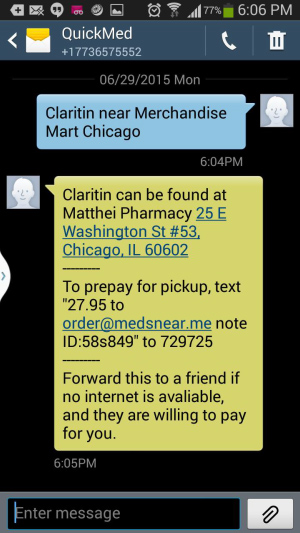 77% 6:06 PM
QuickMed
+17736575552
06/29/2015 Mon
Claritin near Merchandise
Mart Chicago
6:04PM
Claritin can be found at
Matthei Pharmacy 25 E
Washington St #53,
Chicago, IL 60602
---------
To prepay for pickup, text
"27.95 to
order@medsnear.me note
ID:58s849" to 729725
---------
Forward this to a friend if
no internet is avaliable,
and they are willing to pay
for you.
6:05PM
Enter message